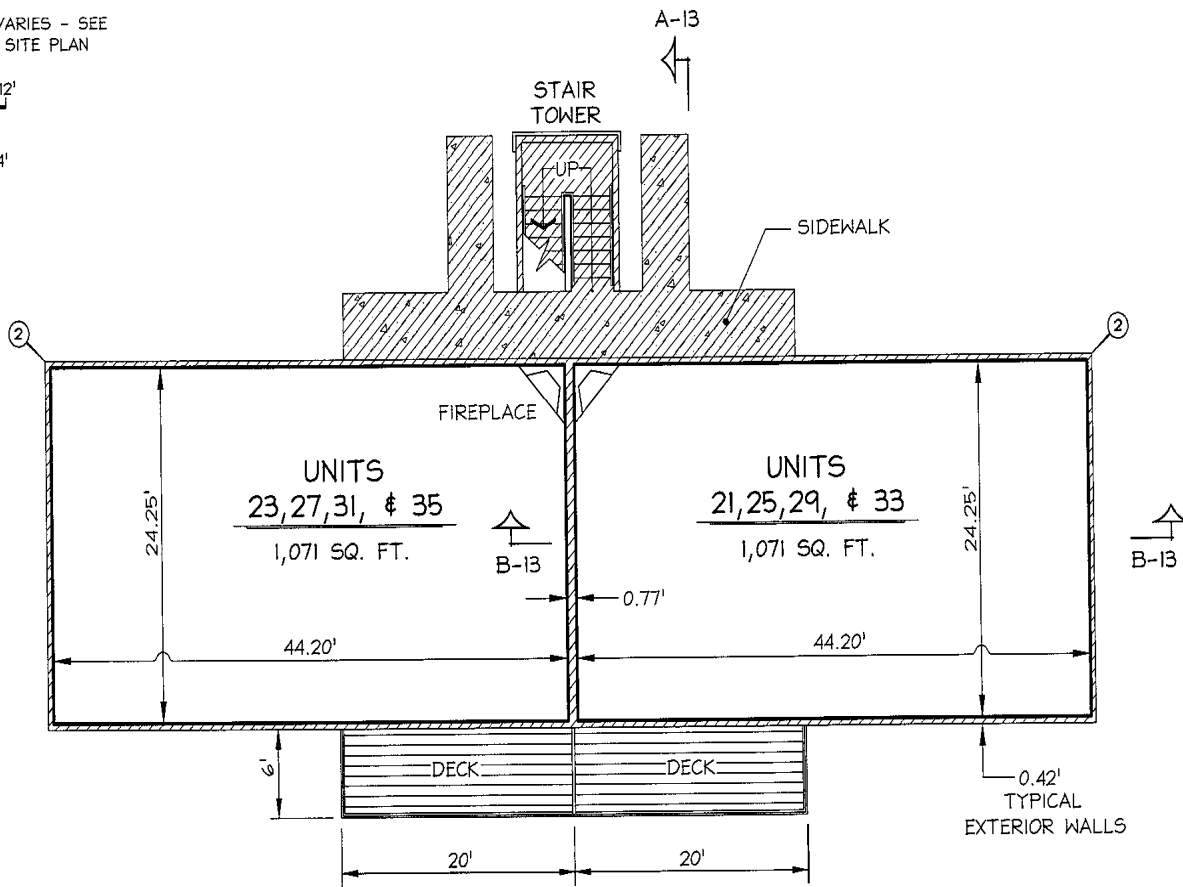 VARIES - SEE
SITE PLAN
12'
4'
A-13
STAIR
TOWER
UP
SIDEWALK
2
2
FIREPLACE
UNITS
23,27,31, & 35
1,071 SQ. FT.
UNITS
21,25,29, & 33
1,071 SQ. FT.
24.25'
24.25'
B-13
B-13
0.77'
44.20'
44.20'
6'
DECK
DECK
0.42'
TYPICAL
EXTERIOR WALLS
20'
20'